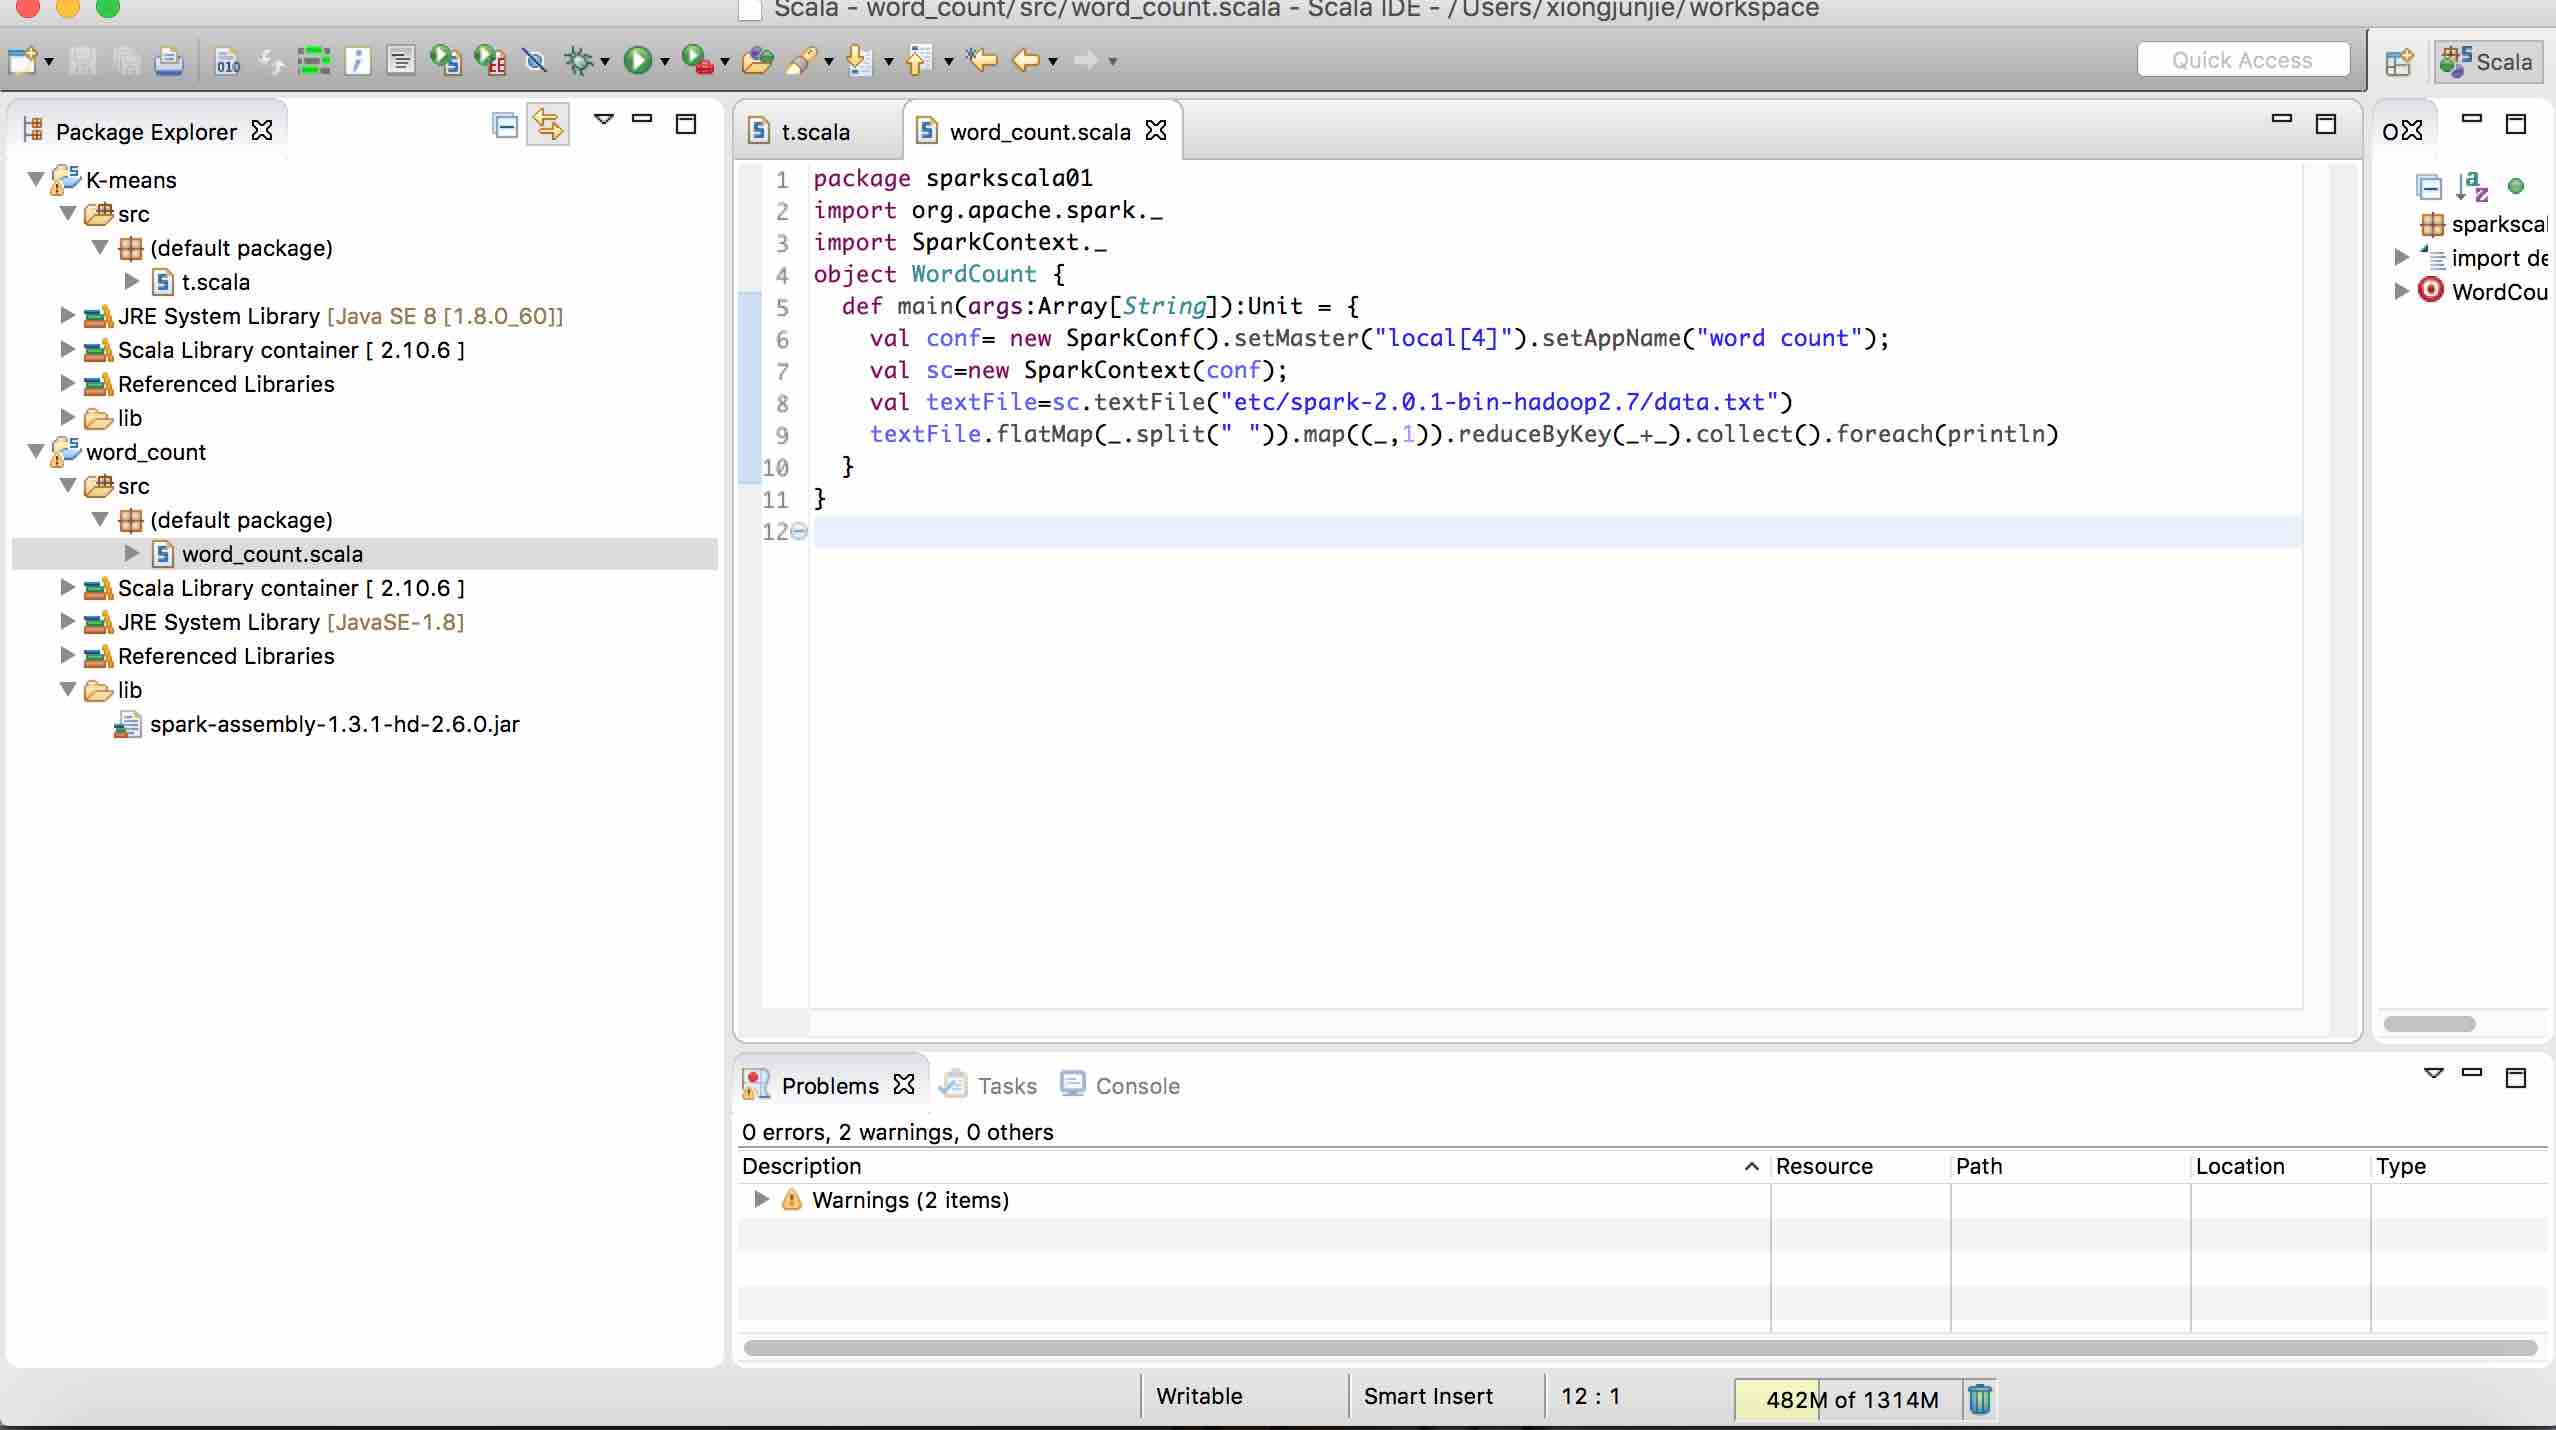 Scala - word_count/src/word_count.scala - Scala IDE - /Users/xiongjunjie/workspace
010
Quick Access
Scala
Package Explorer
K-means
src
(default package)
t.scala
JRE System Library [Java SE 8 [1.8.0_60]]
Scala Library container [ 2.10.6 ]
Referenced Libraries
lib
word_count
src
(default package)
word_count.scala
Scala Library container [ 2.10.6 ]
JRE System Library [JavaSE-1.8]
Referenced Libraries
lib
spark-assembly-1.3.1-hd-2.6.0.jar
t.scala
word_count.scala
1 package sparkscala01
2 import org.apache.spark._
3 import SparkContext._
4 object WordCount {
5 def main(args:Array[String]):Unit = {
6 val conf= new SparkConf().setMaster("local[4]").setAppName("word count");
7 val sc=new SparkContext(conf);
8 val textFile=sc.textFile("etc/spark-2.0.1-bin-hadoop2.7/data.txt")
9 textFile.flatMap(_.split(" ")).map((_,1)).reduceByKey(_+_).collect().foreach(println)
10 }
11 }
12
O
sparkscal
import de
WordCou
Problems
Tasks
Console
0 errors, 2 warnings, 0 others
Description Resource Path Location Type
Warnings (2 items)
Writable
Smart Insert
12 : 1
482M of 1314M